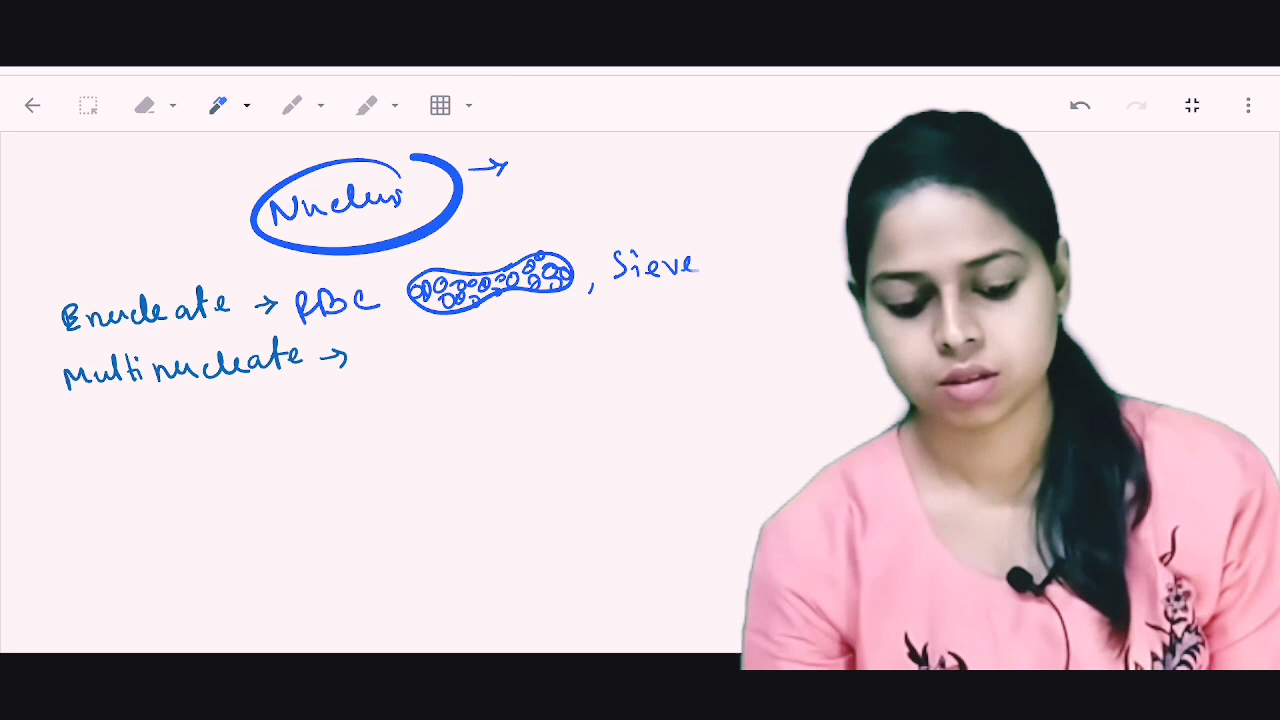 Nucleus →
Enucleate → RBC , Sieve
Multinucleate →